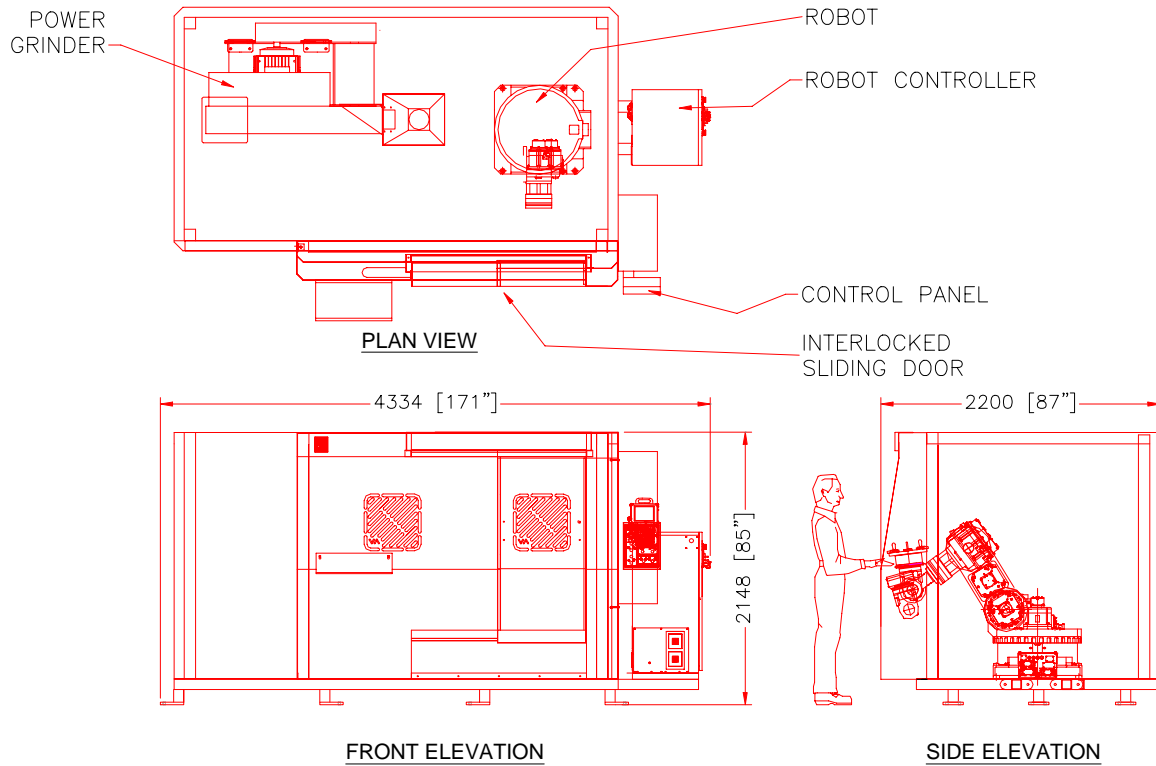 POWER
GRINDER
ROBOT
ROBOT CONTROLLER
CONTROL PANEL
INTERLOCKED
SLIDING DOOR
PLAN VIEW
4334 [171"]
2200 [87"]
2148 [85"]
FRONT ELEVATION
SIDE ELEVATION